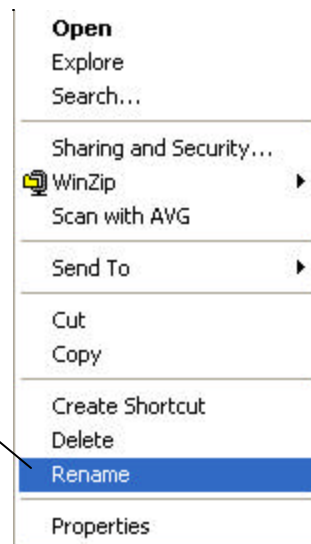 Open
Explore
Search...
Sharing and Security...
WinZip
Scan with AVG
Send To
Cut
Copy
Create Shortcut
Delete
Rename
Properties